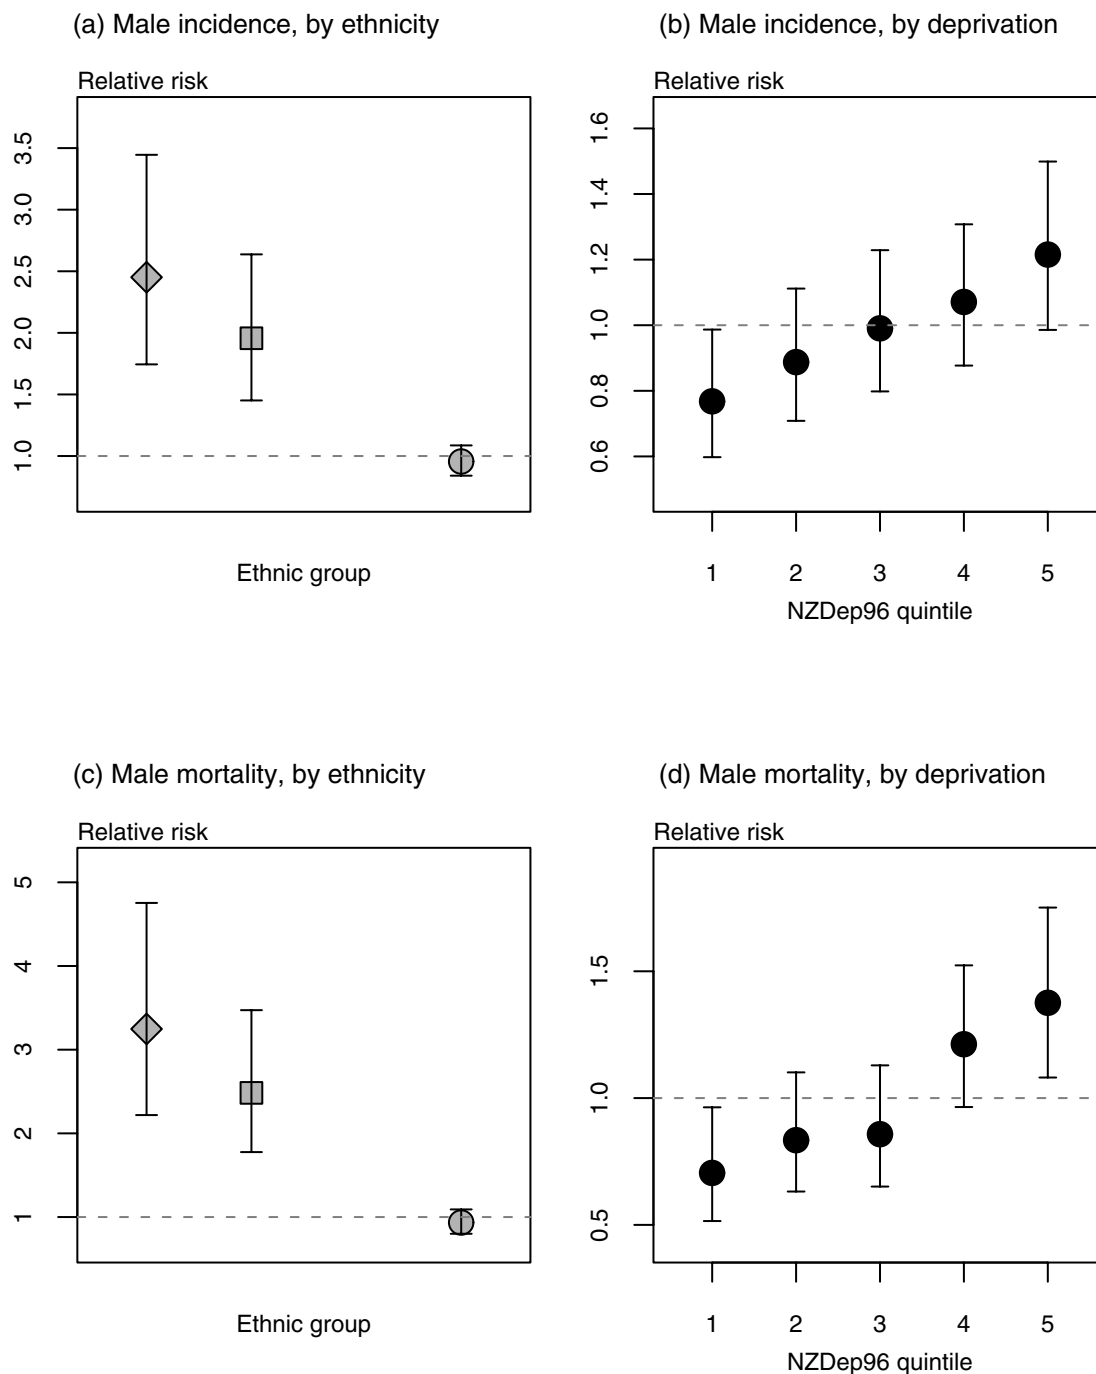 (a) Male incidence, by ethnicity
Relative risk
3.5
3.0
2.5
2.0
1.5
1.0
Ethnic group
(b) Male incidence, by deprivation
Relative risk
1.6
1.4
1.2
1.0
0.8
0.6
1 2 3 4 5
NZDep96 quintile
(c) Male mortality, by ethnicity
Relative risk
5
4
3
2
1
Ethnic group
(d) Male mortality, by deprivation
Relative risk
1.5
1.0
0.5
1 2 3 4 5
NZDep96 quintile